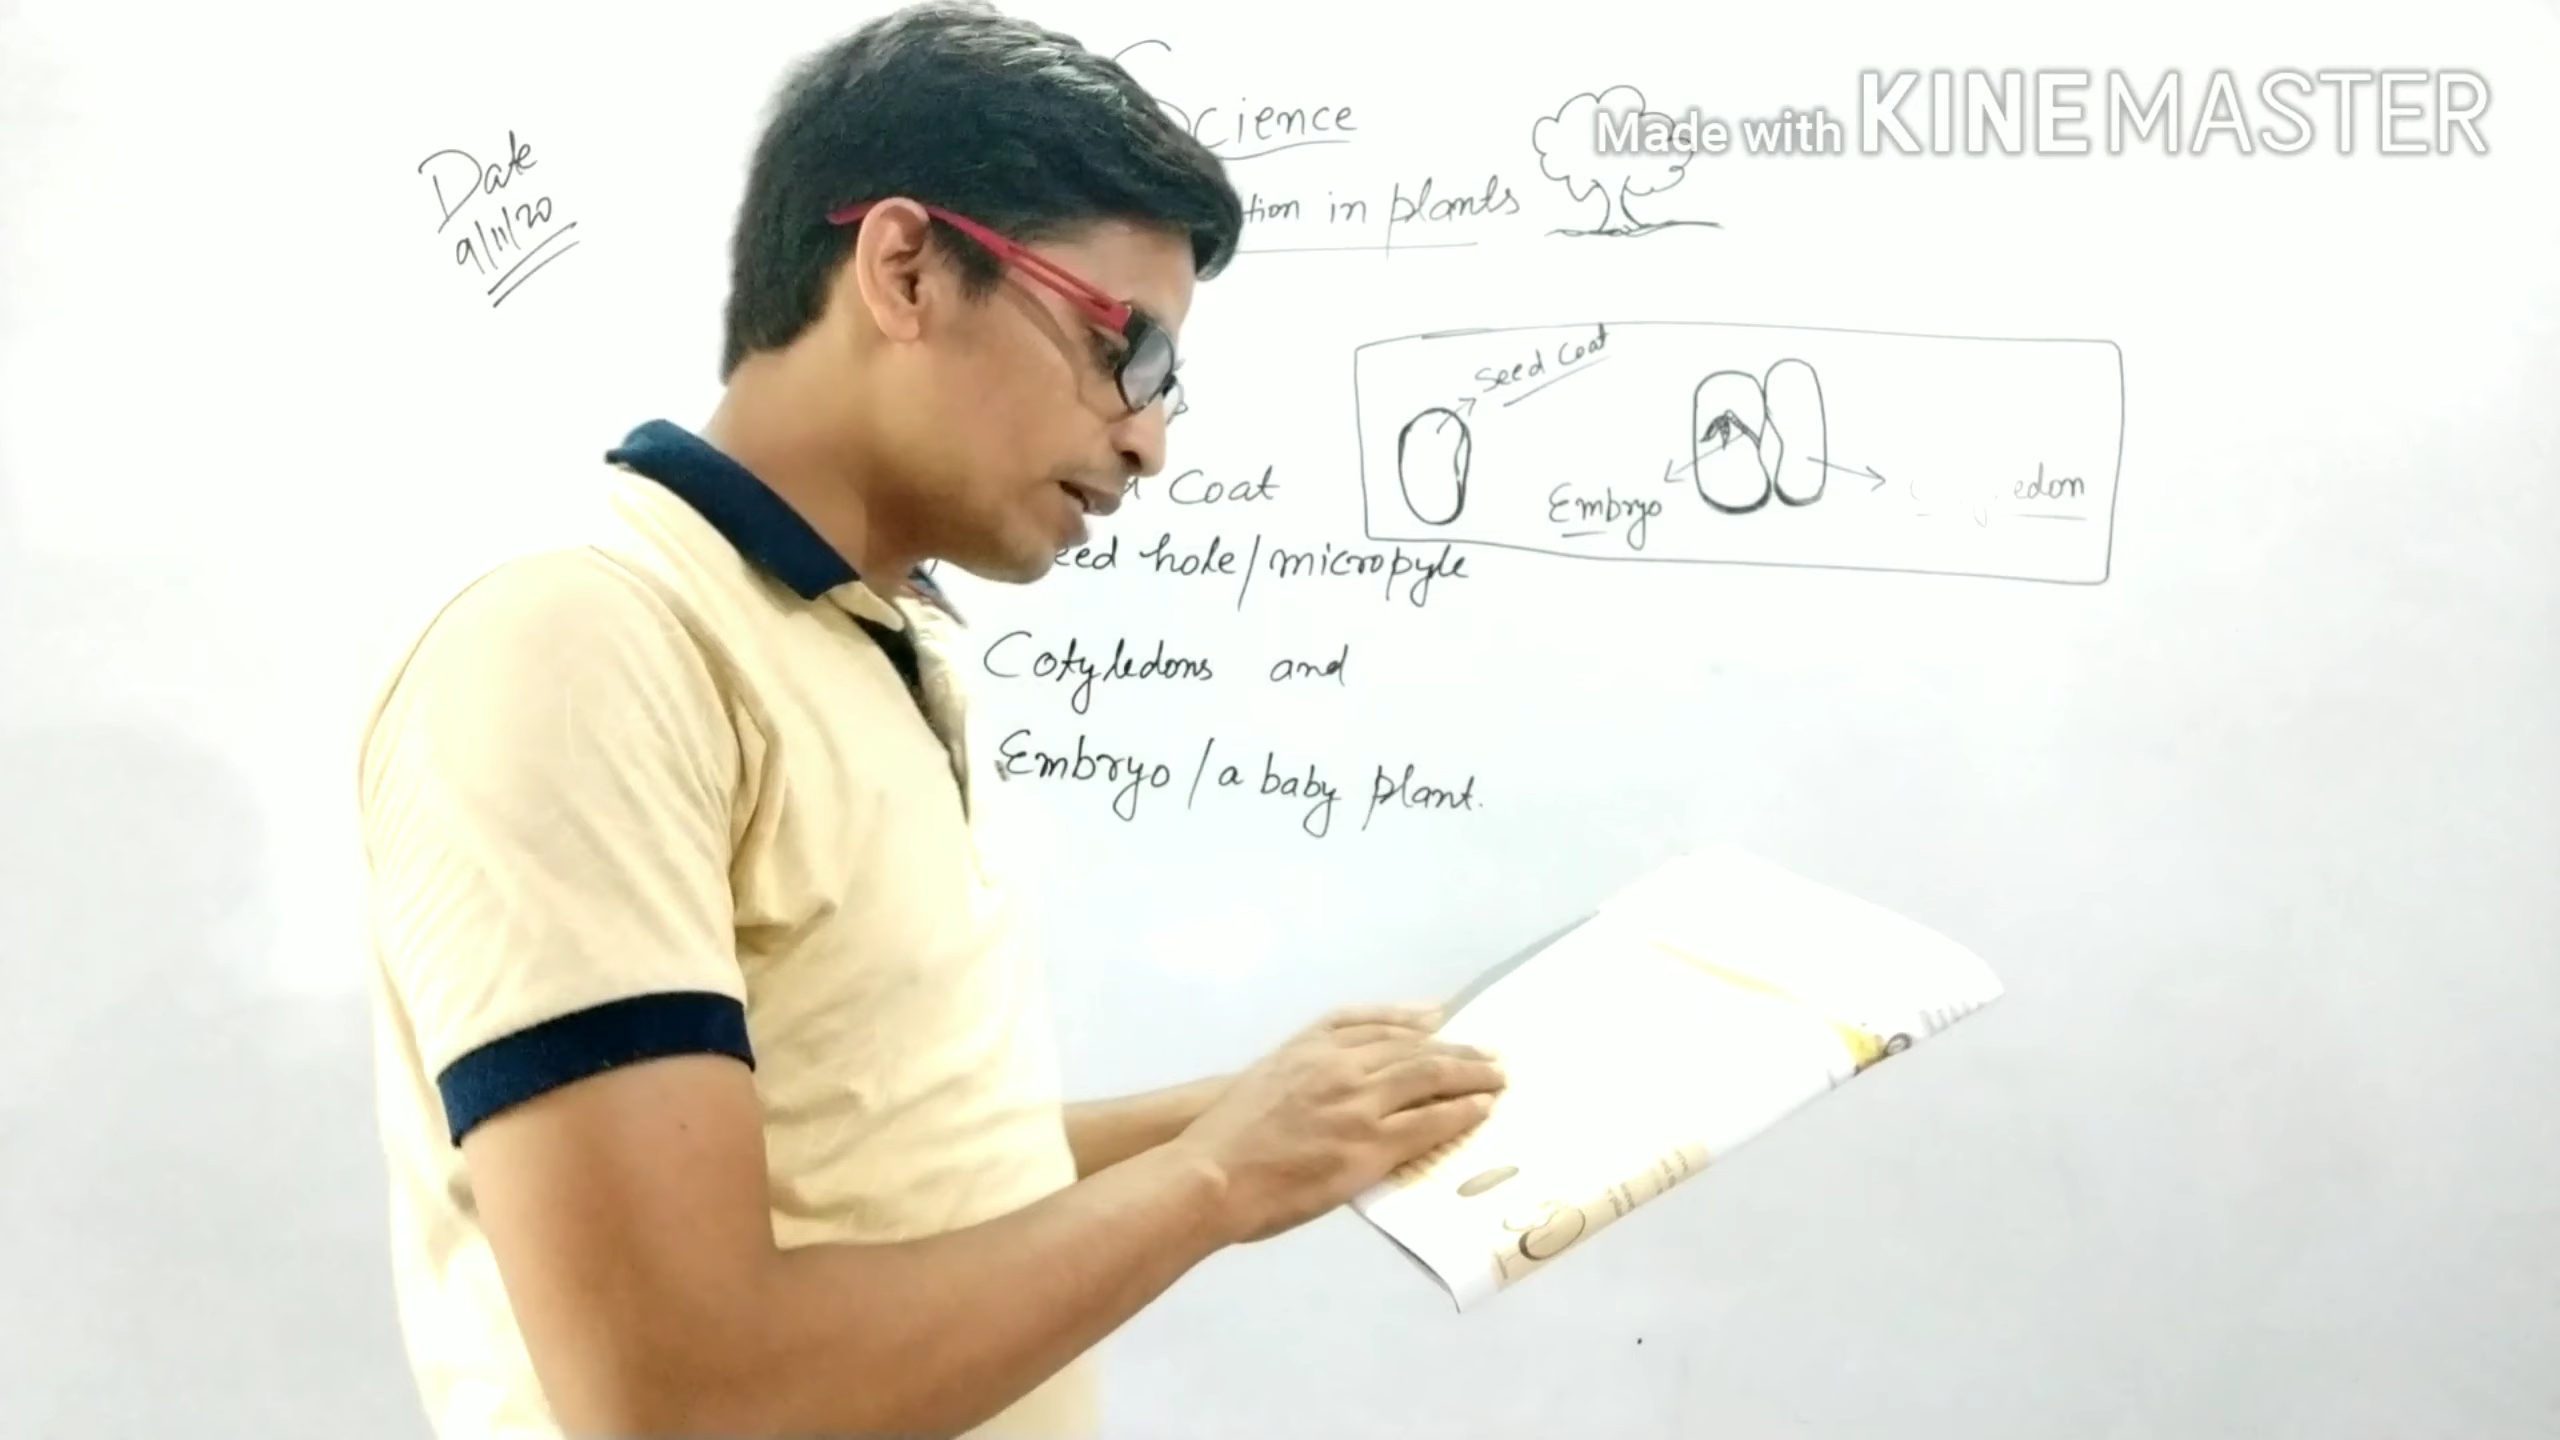 Date
9/11/20
Science
tion in plants
Made with KINEMASTER
Seed Coat
Embryo
edon
Coat
eed hole/micropyle
Cotyledons and
Embryo/a baby plant.